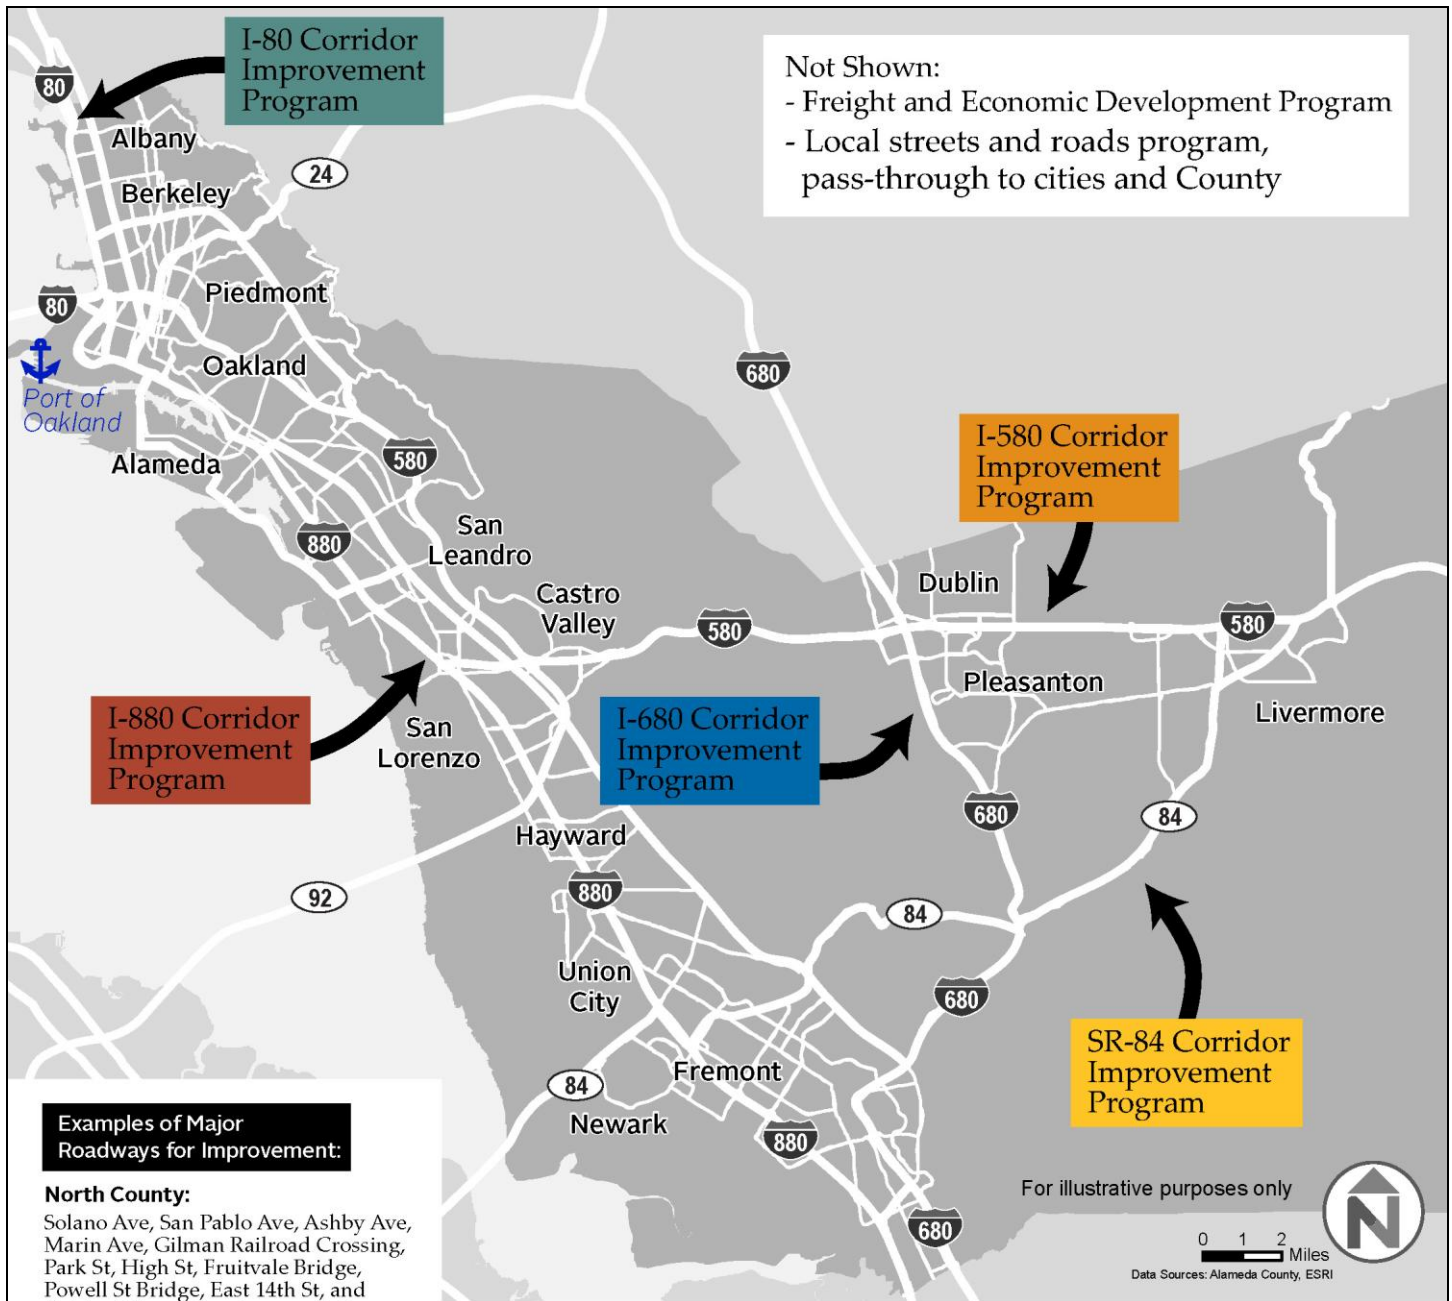 I-80 Corridor
Improvement
Program
Not Shown:
- Freight and Economic Development Program
- Local streets and roads program,
pass-through to cities and County
80
Albany
24
Berkeley
80
Piedmont
Port of
Oakland
Oakland
680
Alameda
580
I-580 Corridor
Improvement
Program
880
San
Leandro
Castro
Valley
580
Dublin
580
Pleasanton
Livermore
I-880 Corridor
Improvement
Program
San
Lorenzo
I-680 Corridor
Improvement
Program
680
84
Hayward
92
880
84
Union
City
680
SR-84 Corridor
Improvement
Program
84
Fremont
Newark
880
680
Examples of Major
Roadways for Improvement:
North County:
Solano Ave, San Pablo Ave, Ashby Ave,
Marin Ave, Gilman Railroad Crossing,
Park St, High St, Fruitvale Bridge,
Powell St Bridge, East 14th St, and
For illustrative purposes only
N
0 1 2
Miles
Data Sources: Alameda County, ESRI